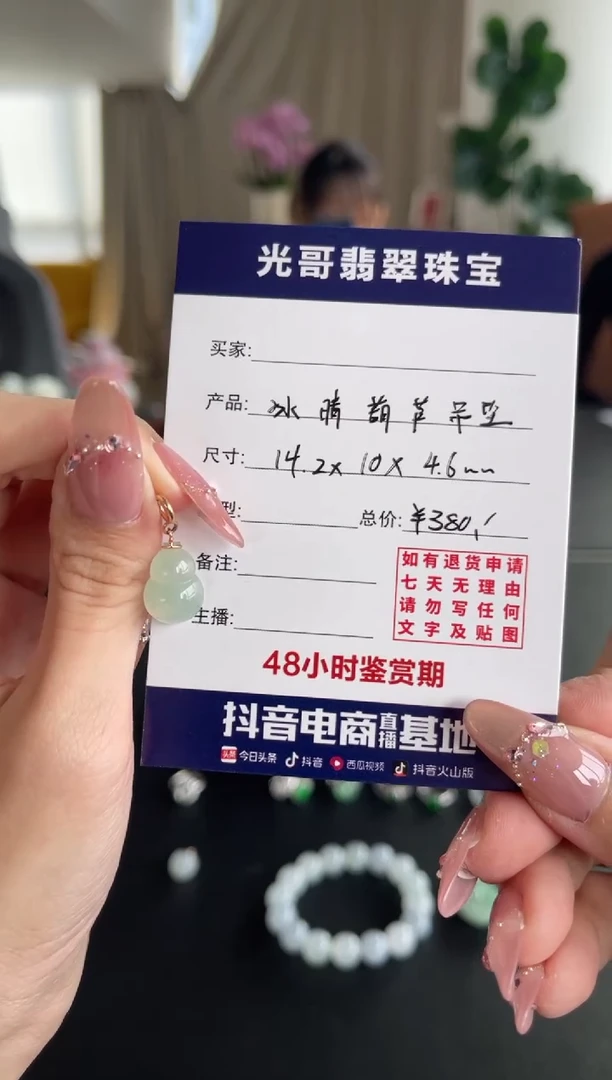 光哥翡翠珠宝
买家:
产品: 冰晴葫芦吊坠
尺寸: 14.2x10x4.6mm
型: 总价: ¥380,
备注:
如有退货申请
七天无理由
请勿写任何
文字及贴图
主播:
48小时鉴赏期
抖音电商直播基地
头条 今日头条 抖音 西瓜视频 抖音火山版